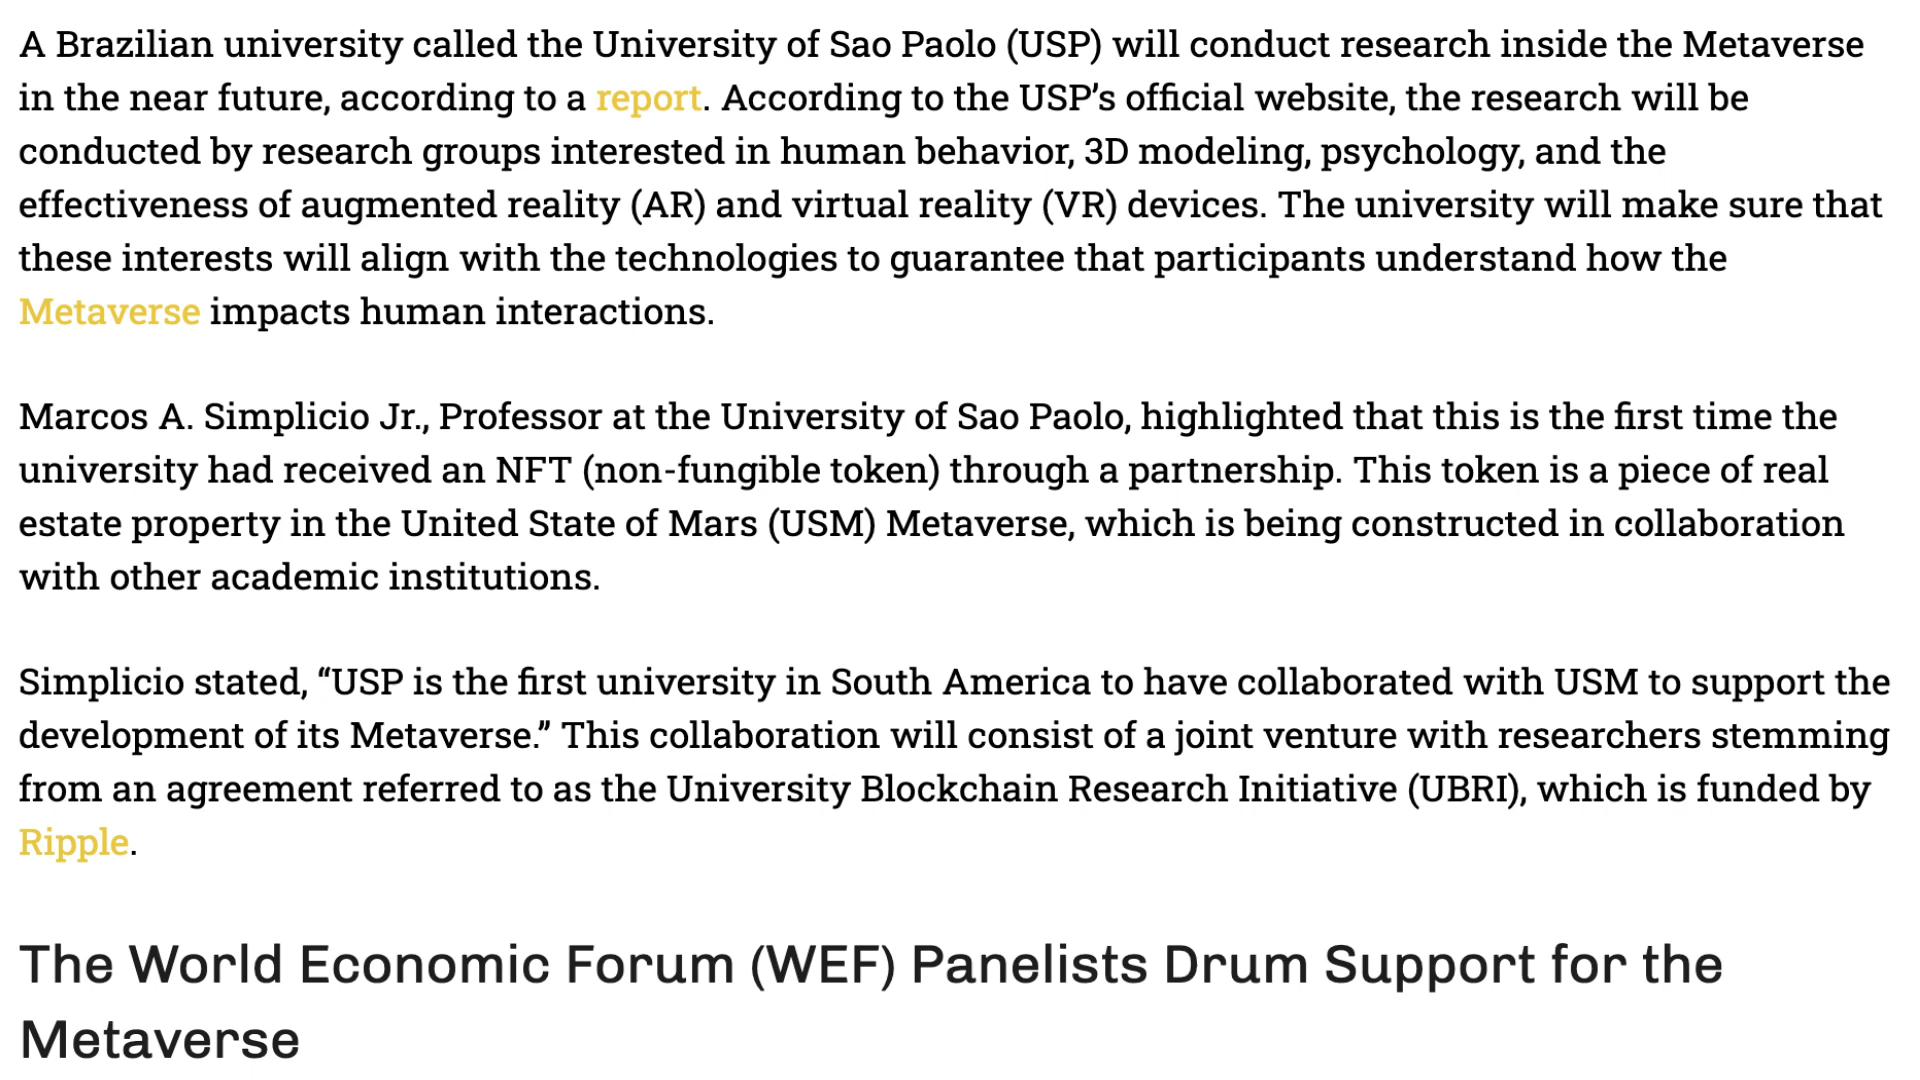 A Brazilian university called the University of Sao Paolo (USP) will conduct research inside the Metaverse
in the near future, according to a report. According to the USP’s official website, the research will be
conducted by research groups interested in human behavior, 3D modeling, psychology, and the
effectiveness of augmented reality (AR) and virtual reality (VR) devices. The university will make sure that
these interests will align with the technologies to guarantee that participants understand how the
Metaverse impacts human interactions.
Marcos A. Simplicio Jr., Professor at the University of Sao Paolo, highlighted that this is the first time the
university had received an NFT (non-fungible token) through a partnership. This token is a piece of real
estate property in the United State of Mars (USM) Metaverse, which is being constructed in collaboration
with other academic institutions.
Simplicio stated, “USP is the first university in South America to have collaborated with USM to support the
development of its Metaverse.” This collaboration will consist of a joint venture with researchers stemming
from an agreement referred to as the University Blockchain Research Initiative (UBRI), which is funded by
Ripple.
The World Economic Forum (WEF) Panelists Drum Support for the
Metaverse